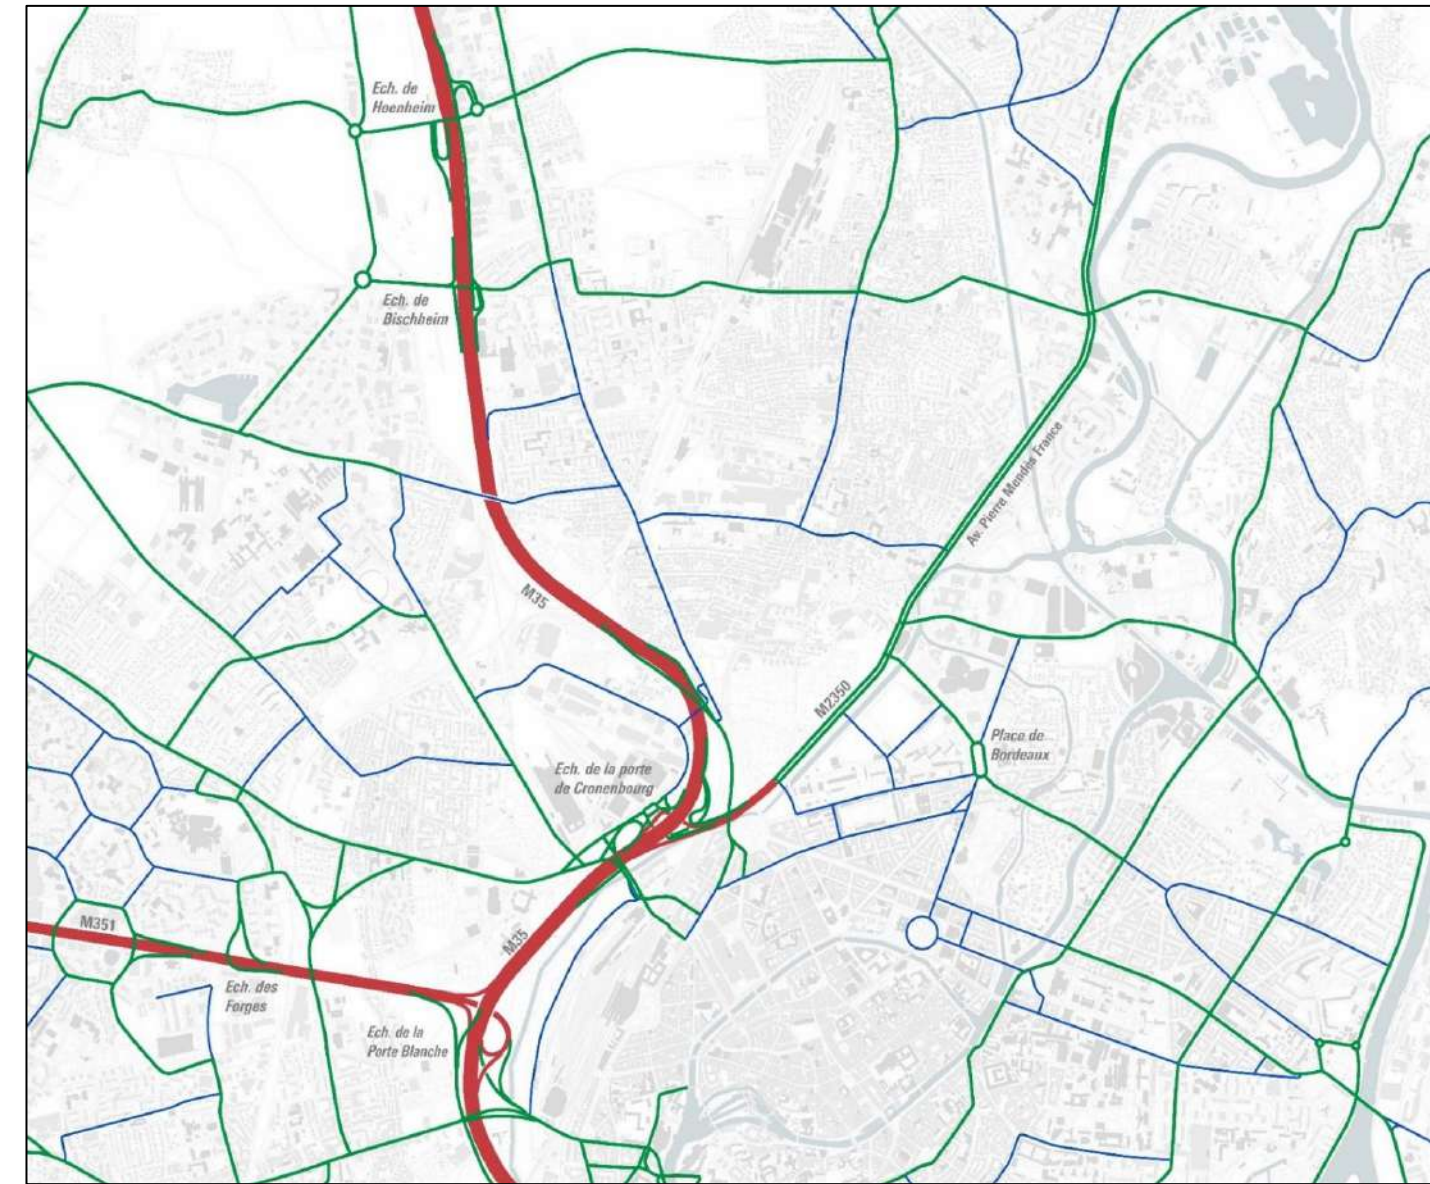 Ech. de
Hoenheim
Ech. de
Bischheim
Av. Pierre Mendès France
M35
M2350
Place de
Bordeaux
Ech. de la porte
de Cronenbourg
M351
M35
Ech. des
Forges
Ech. de la
Porte Blanche